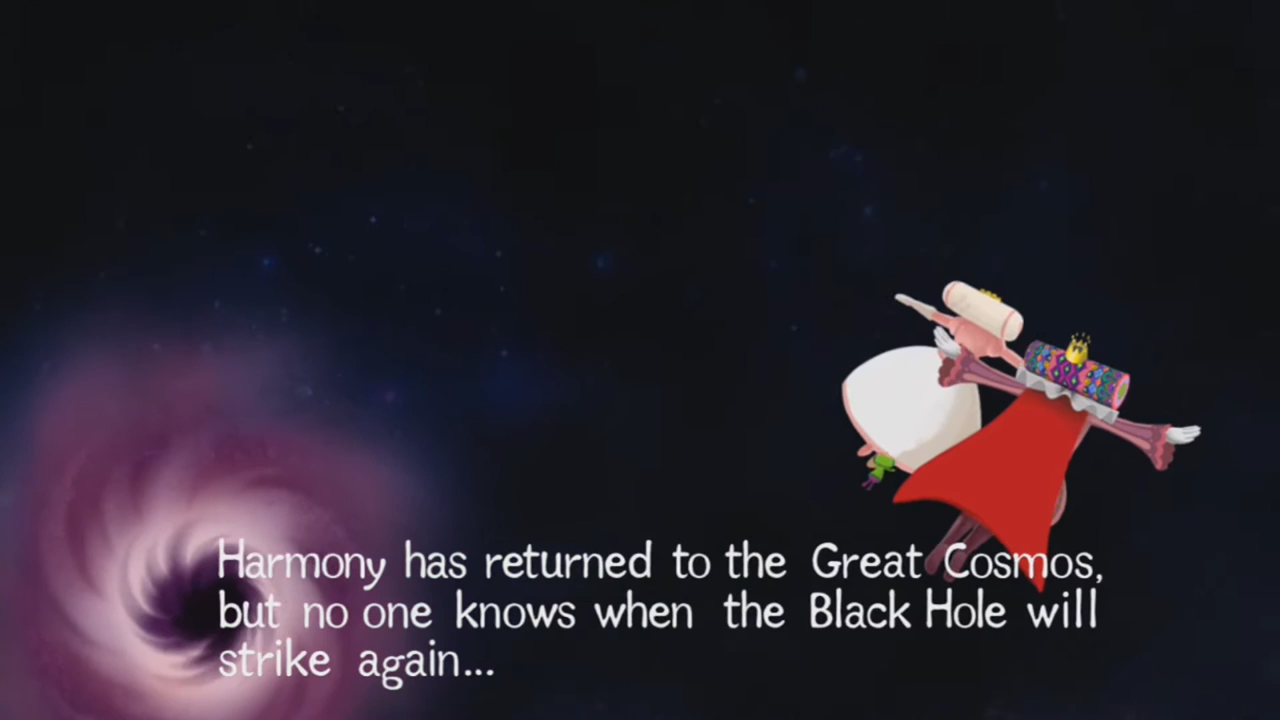 Harmony has returned to the Great Cosmos,
but no one knows when the Black Hole will
strike again...